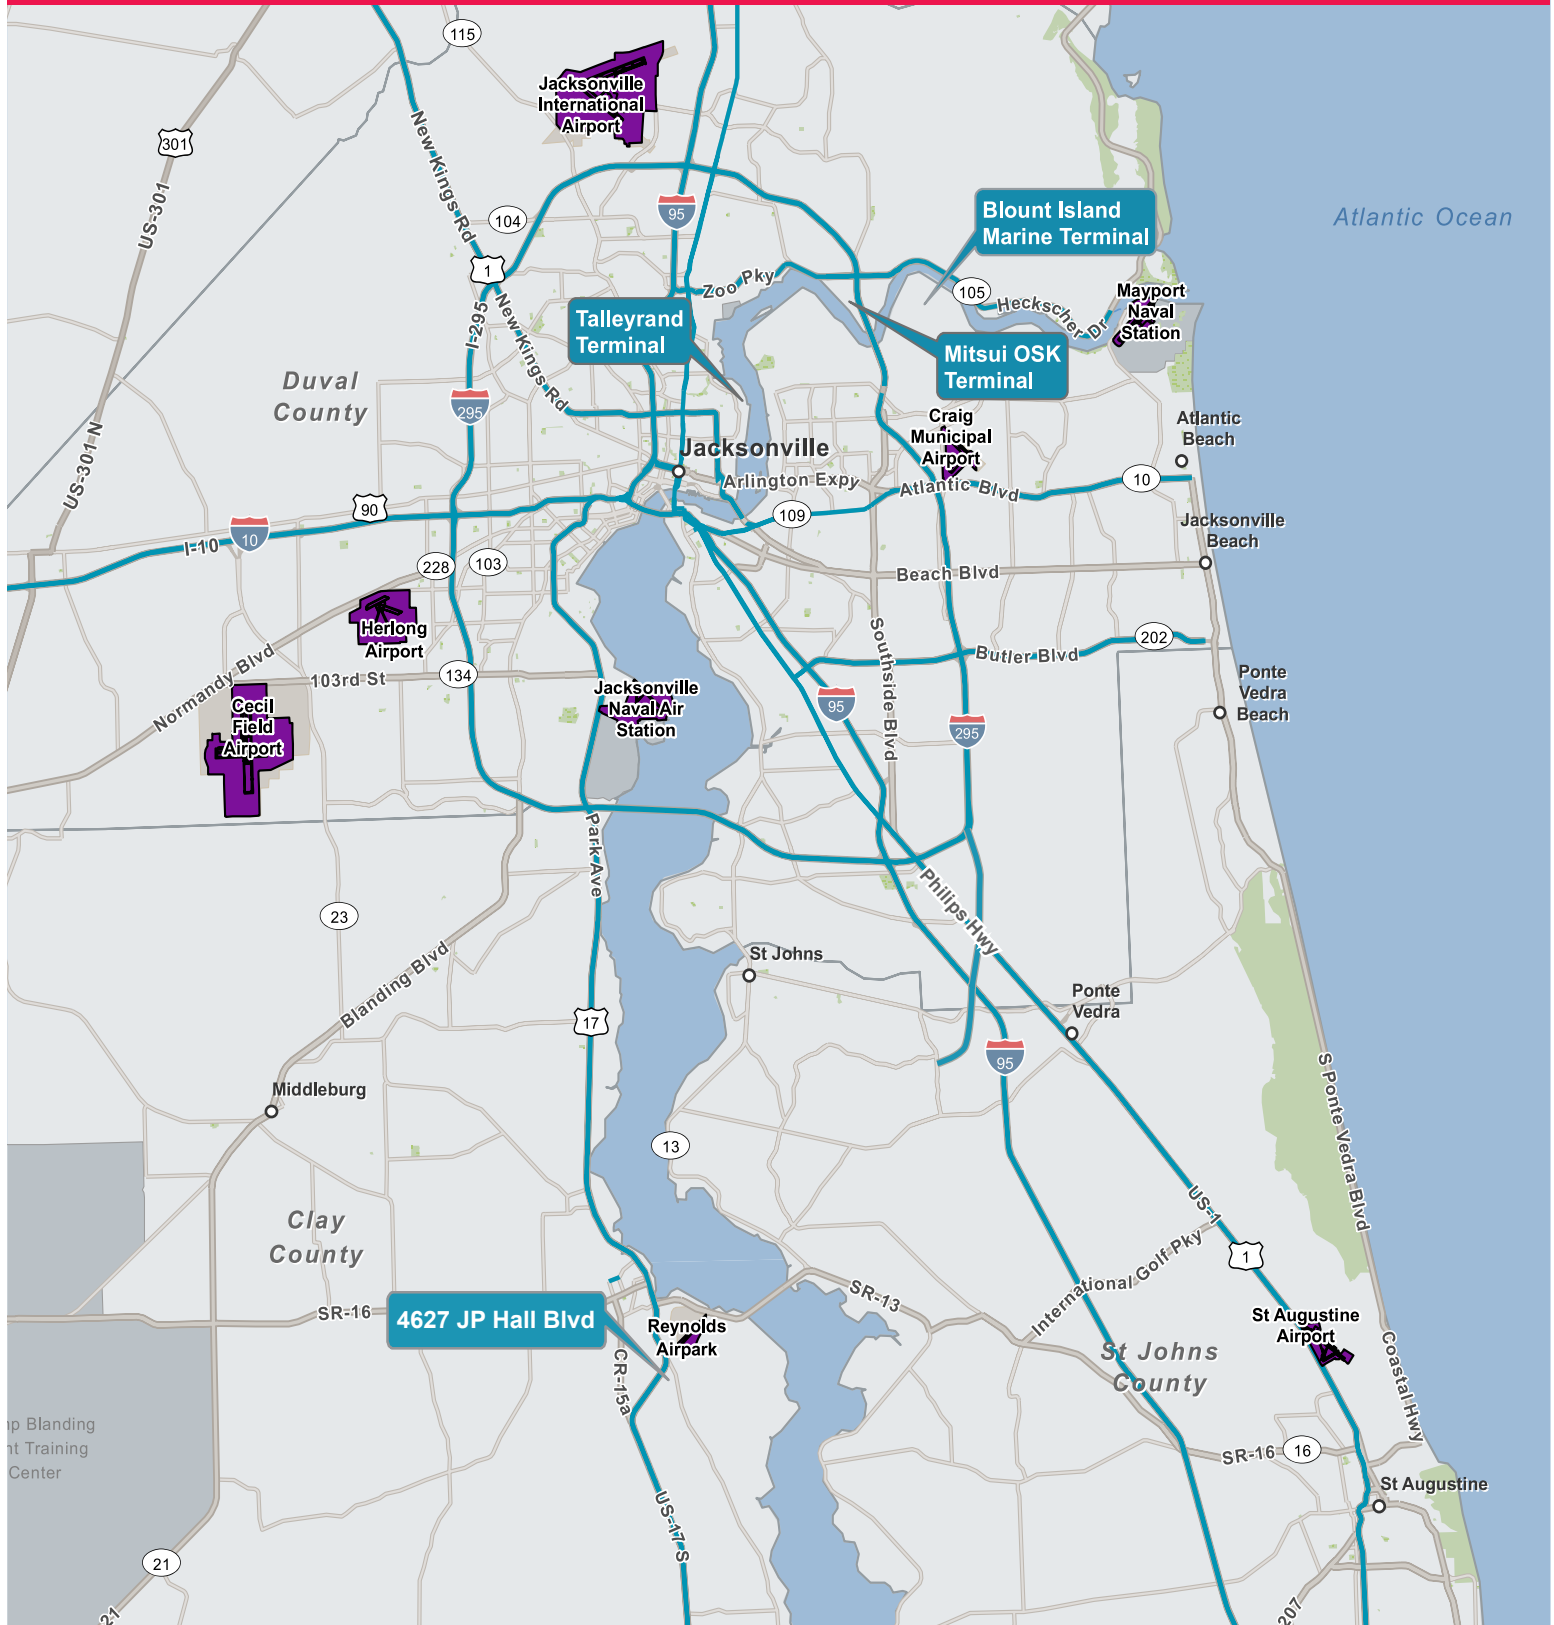 115
Jacksonville
International
Airport
301
US-301
New Kings Rd
104
95
1
Blount Island
Marine Terminal
Atlantic Ocean
Zoo Pky
105
Heckscher Dr
Mayport
Naval
Station
Talleyrand
Terminal
I-295
New Kings Rd
Mitsui OSK
Terminal
Duval
County
295
Craig
Municipal
Airport
Atlantic
Beach
US-301 N
Jacksonville
Arlington Expy
Atlantic Blvd
10
90
109
I-10
10
Jacksonville
Beach
228
103
Beach Blvd
Herlong
Airport
Southside Blvd
202
Butler Blvd
Normandy Blvd
103rd St
134
Ponte
Vedra
Beach
Cecil
Field
Airport
Jacksonville
Naval Air
Station
95
295
Park Ave
Philips Hwy
23
Blanding Blvd
St Johns
17
Ponte
Vedra
95
Middleburg
S Ponte Vedra Blvd
13
Clay
County
US-1
1
International Golf Pky
SR-13
SR-16
4627 JP Hall Blvd
Reynolds
Airpark
St Augustine
Airport
CR-15a
St Johns
County
Coastal Hwy
Blanding
Training
Center
SR-16
16
St Augustine
US-17 S
21
21
207